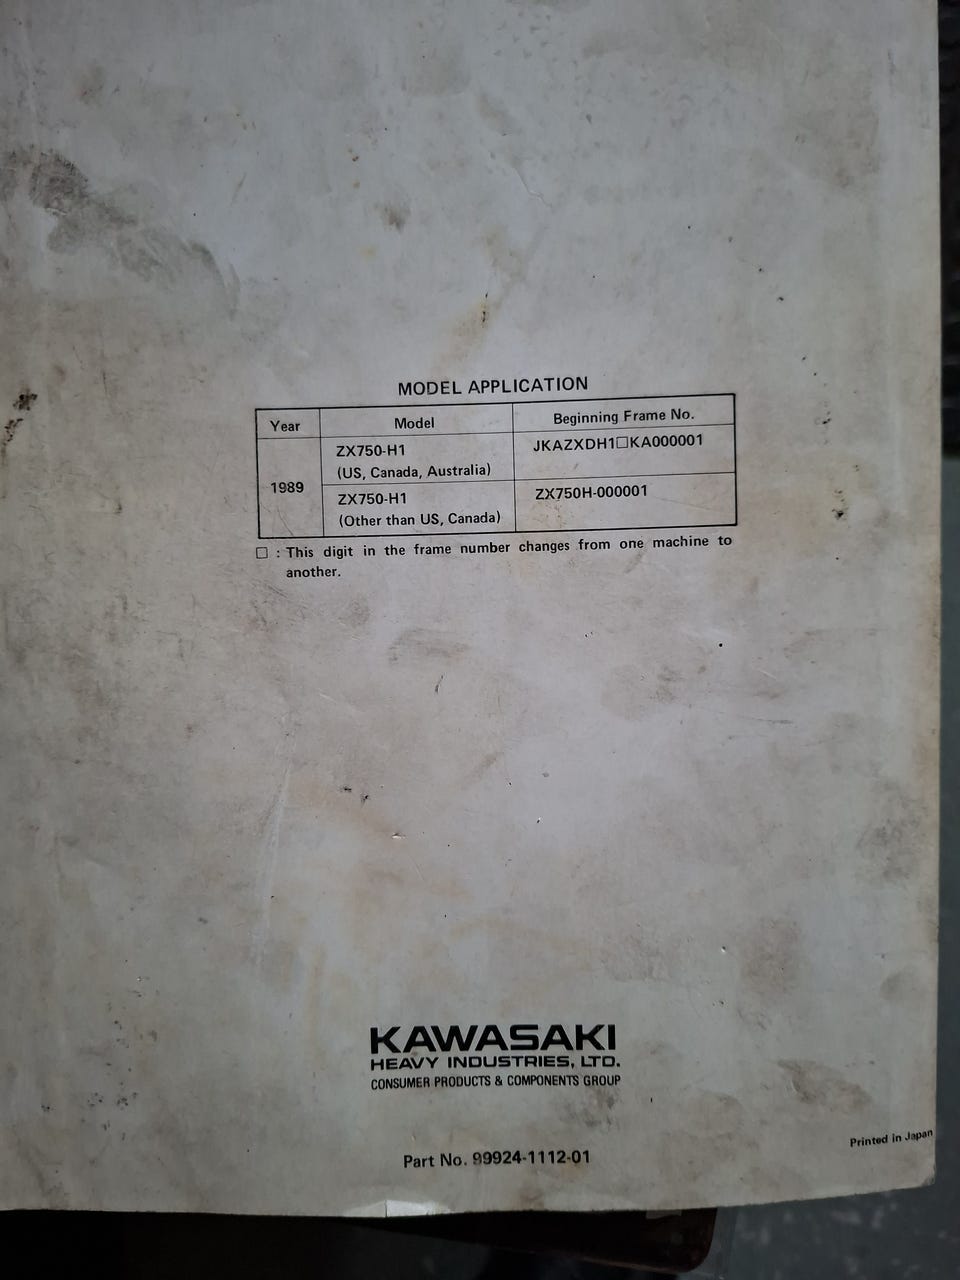 MODEL APPLICATION
Year Model Beginning Frame No.
1989
ZX750-H1 JKAZXDH1□KA000001
(US, Canada, Australia)
ZX750-H1 ZX750H-000001
(Other than US, Canada)
□ : This digit in the frame number changes from one machine to
another.
KAWASAKI
HEAVY INDUSTRIES, LTD.
CONSUMER PRODUCTS & COMPONENTS GROUP
Printed in Japan
Part No. 99924-1112-01